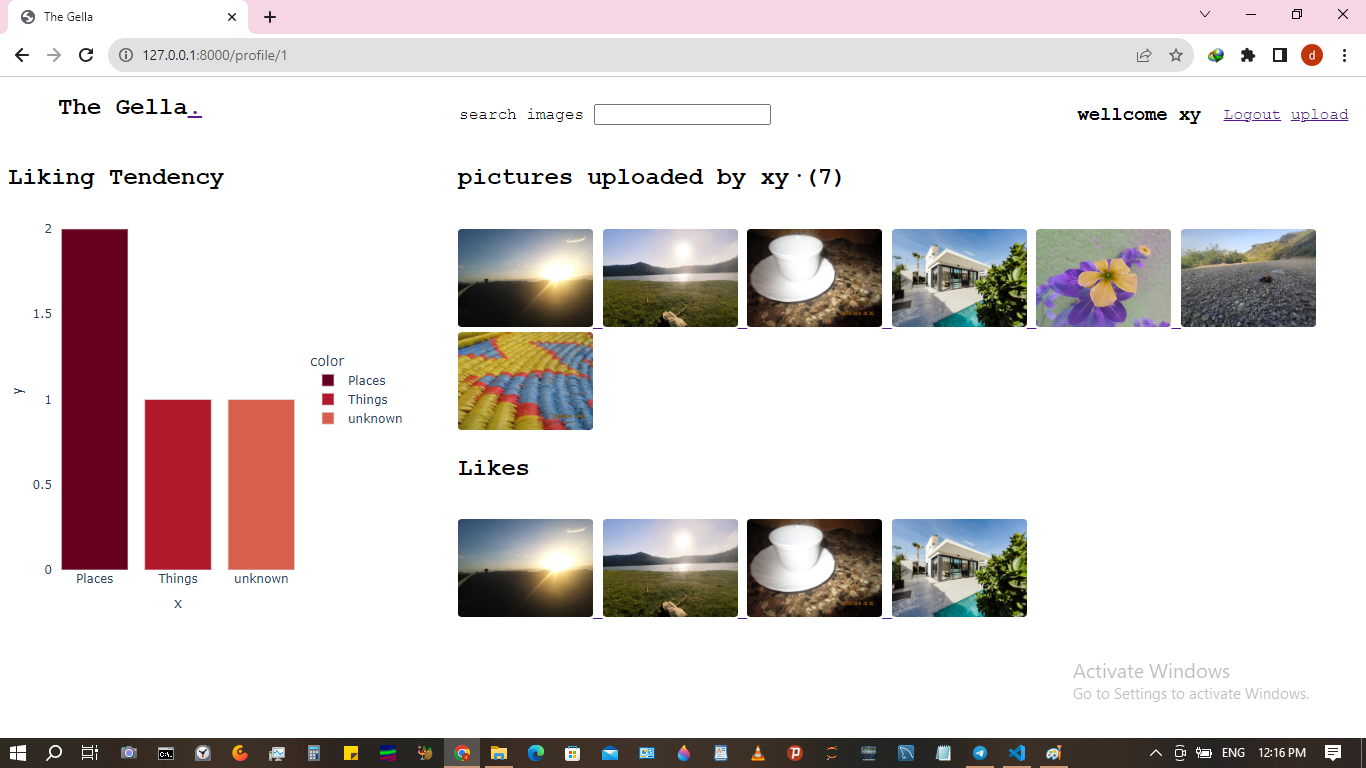 The Gella
127.0.0.1:8000/profile/1
d
The Gella.
search images
wellcome xy
Logout upload
Liking Tendency
pictures uploaded by xy·(7)
2
1.5
1
0.5
0
y
Places
Things
unknown
x
color
Places
Things
unknown
Likes
Activate Windows
Go to Settings to activate Windows.
ENG
12:16 PM